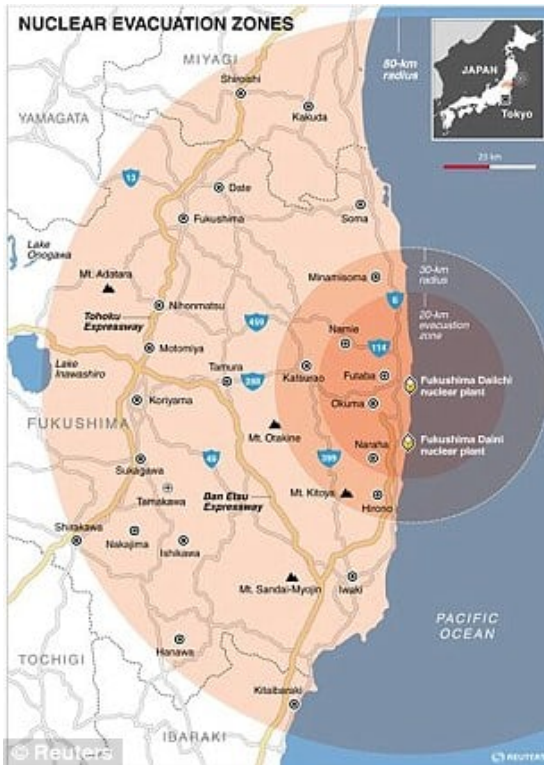 NUCLEAR EVACUATION ZONES
MIYAGI
80-km
radius
JAPAN
Tokyo
Shiroishi
Kakuda
YAMAGATA
20 km
13
Date
Fukushima
Soma
Lake
Onogawa
Mt. Adatara
Minamisoma
30-km
radius
6
20-km
evacuation
zone
Nihonmatsu
Tohoku
Expressway
459
Namie
114
Motomiya
Lake
Inawashiro
Tamura
288
Katsurao
Futaba
Fukushima Daiichi
nuclear plant
Koriyama
Okuma
FUKUSHIMA
Mt. Otakine
Naraha
Fukushima Daini
nuclear plant
Sukagawa
49
399
Tamakawa
Ban Etsu
Expressway
Mt. Kitoya
Hirono
Shirakawa
Nakajima
Ishikawa
Mt. Sandai-Myojin
Iwaki
PACIFIC
OCEAN
Hanawa
TOCHIGI
Kitaibaraki
IBARAKI
© Reuters
REUTERS